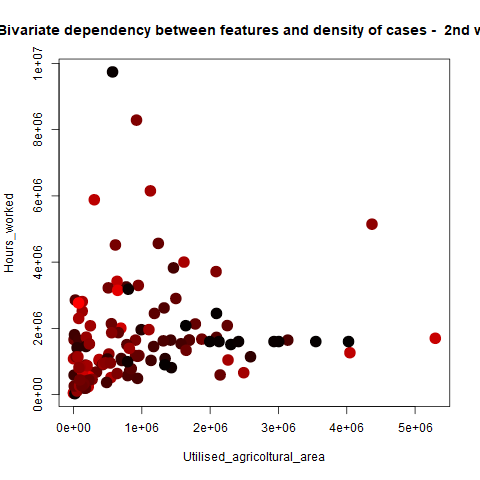 Bivariate dependency between features and density of cases - 2nd w
Hours_worked
0e+00 2e+06 4e+06 6e+06 8e+06 1e+07
0e+00 1e+06 2e+06 3e+06 4e+06 5e+06
Utilised_agricoltural_area